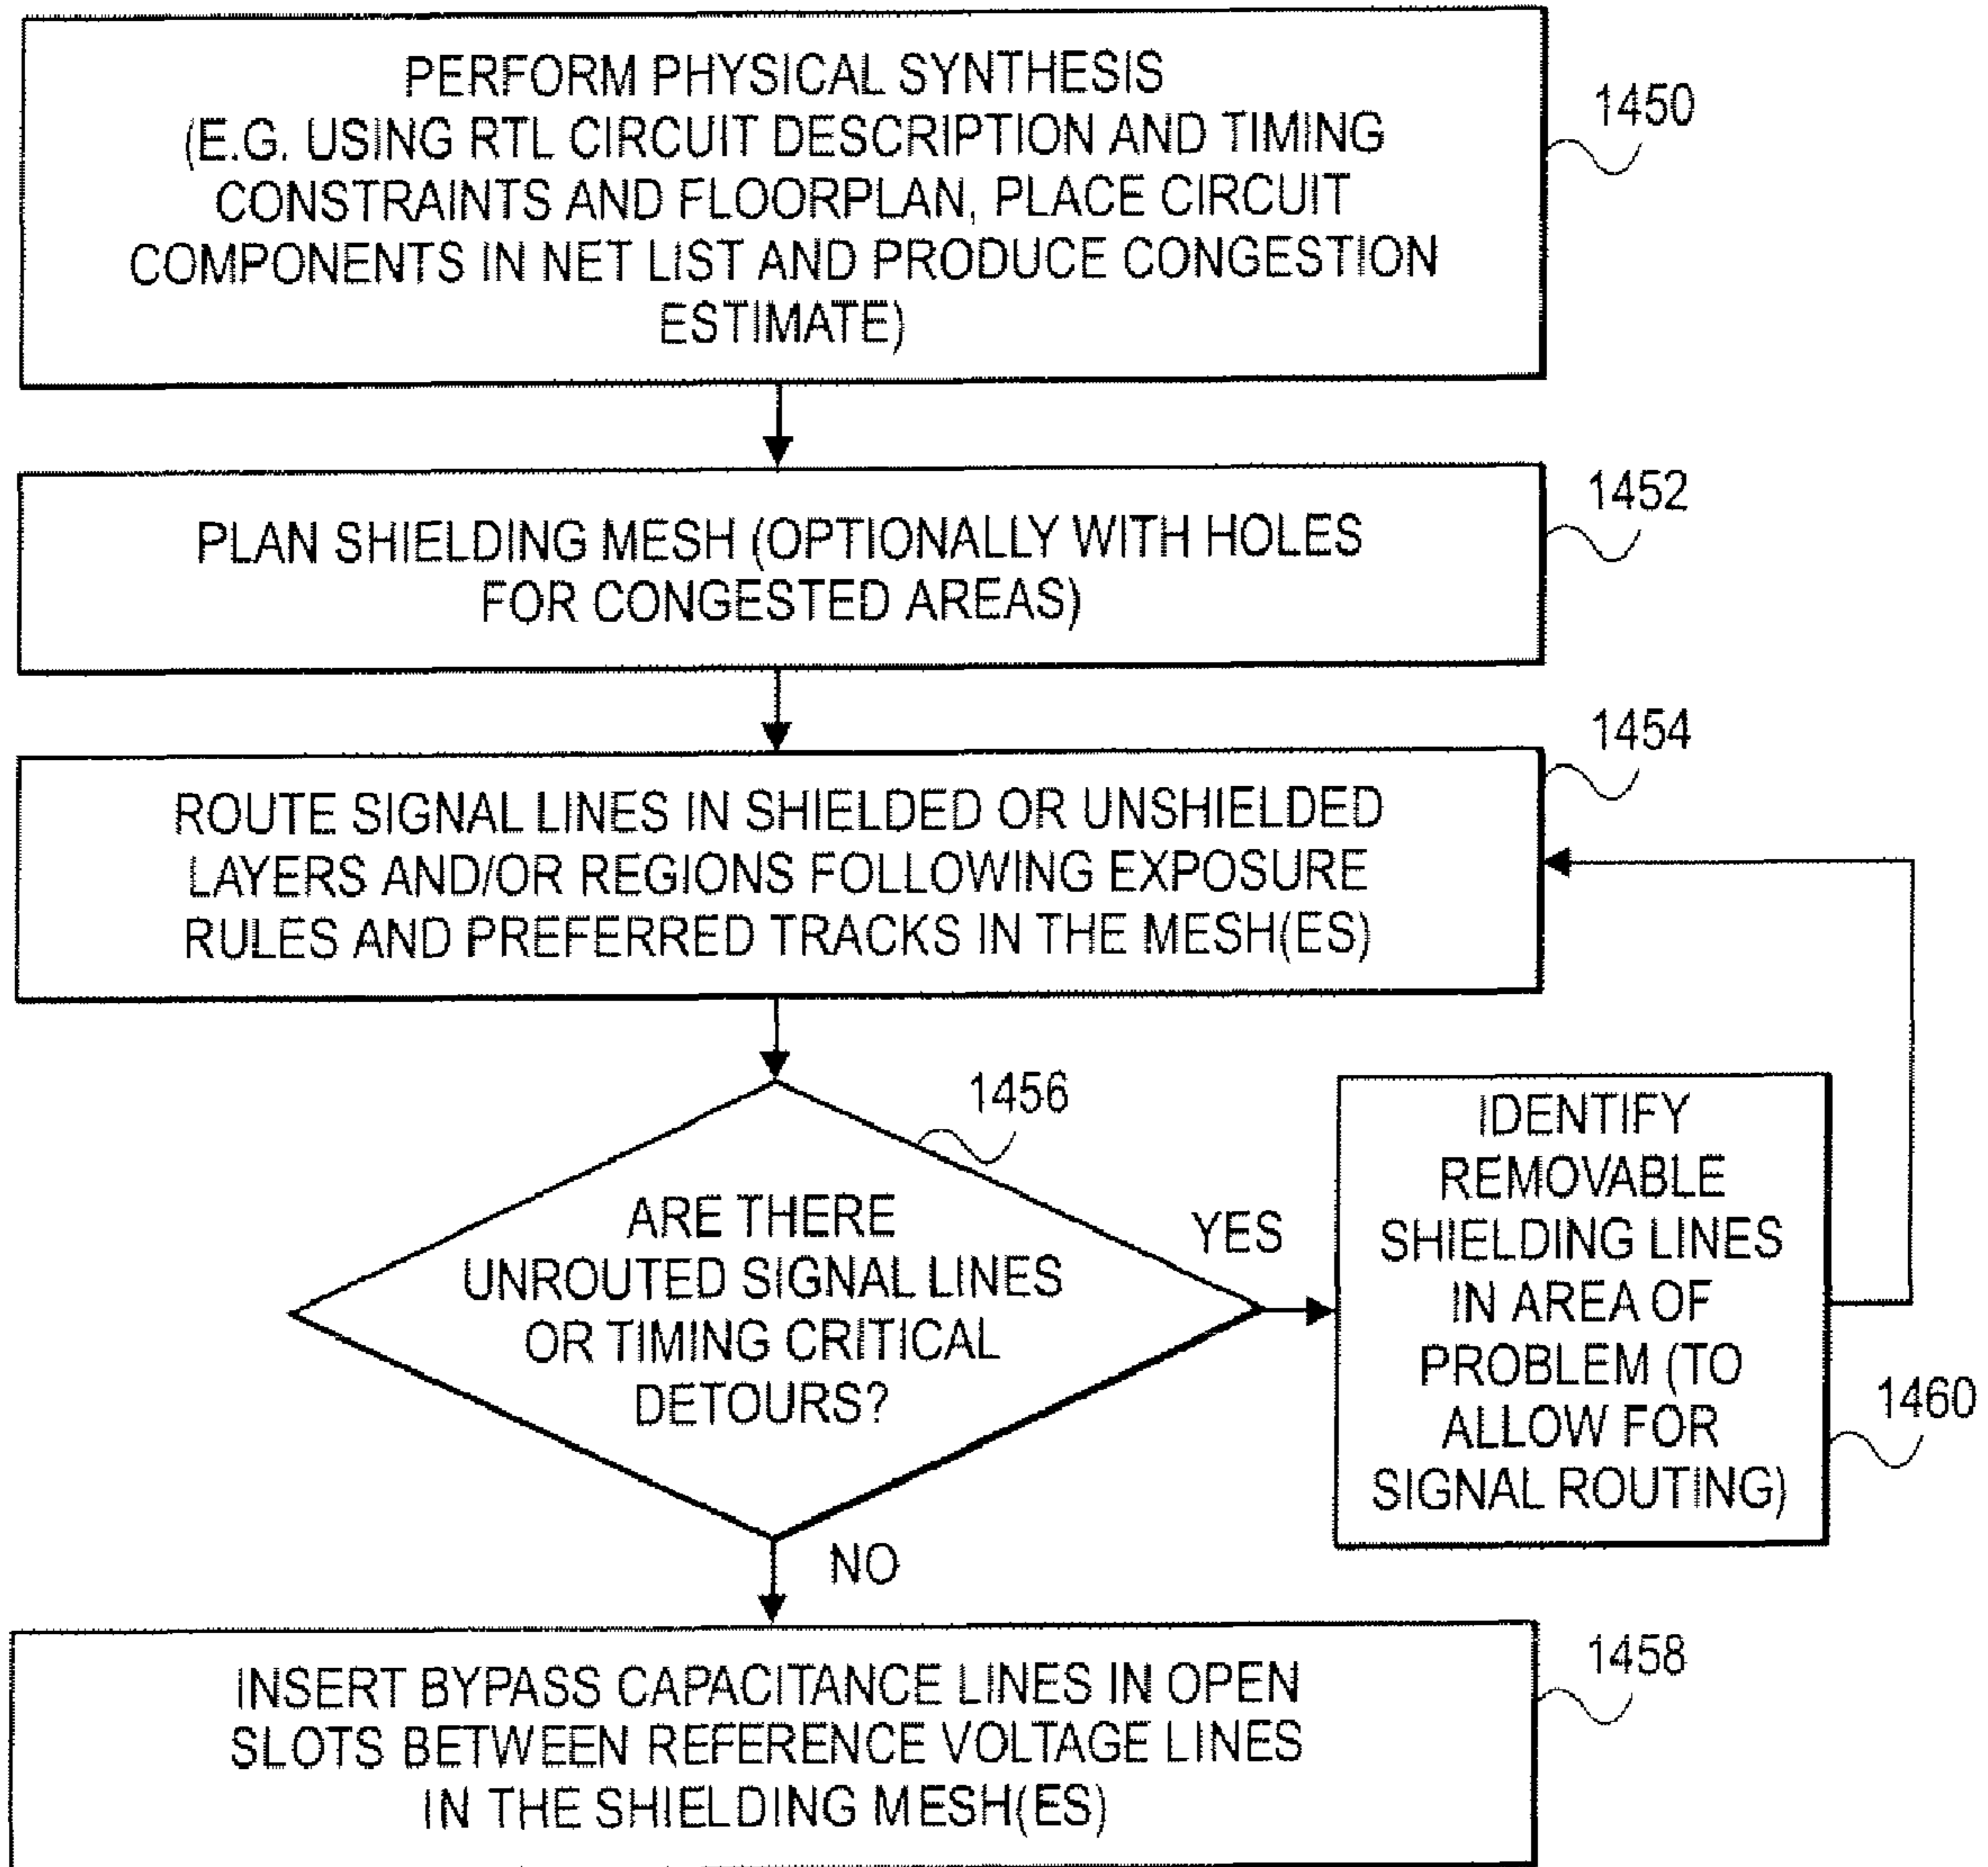 PERFORM PHYSICAL SYNTHESIS
(E.G. USING RTL CIRCUIT DESCRIPTION AND TIMING
CONSTRAINTS AND FLOORPLAN, PLACE CIRCUIT
COMPONENTS IN NET LIST AND PRODUCE CONGESTION
ESTIMATE)
1450
PLAN SHIELDING MESH (OPTIONALLY WITH HOLES
FOR CONGESTED AREAS)
1452
ROUTE SIGNAL LINES IN SHIELDED OR UNSHIELDED
LAYERS AND/OR REGIONS FOLLOWING EXPOSURE
RULES AND PREFERRED TRACKS IN THE MESH(ES)
1454
ARE THERE
UNROUTED SIGNAL LINES
OR TIMING CRITICAL
DETOURS?
1456
YES
IDENTIFY
REMOVABLE
SHIELDING LINES
IN AREA OF
PROBLEM (TO
ALLOW FOR
SIGNAL ROUTING)
1460
NO
INSERT BYPASS CAPACITANCE LINES IN OPEN
SLOTS BETWEEN REFERENCE VOLTAGE LINES
IN THE SHIELDING MESH(ES)
1458